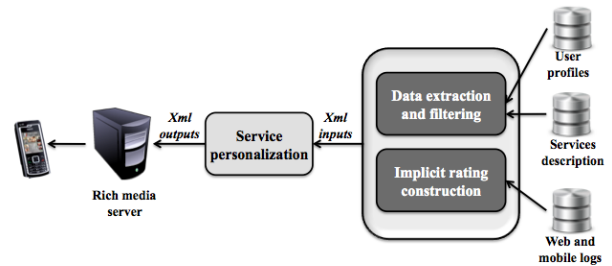 User
profiles
Data extraction
and filtering
Xml
outputs
Xml
inputs
Service
personalization
Services
description
Implicit rating
construction
Rich media
server
Web and
mobile logs